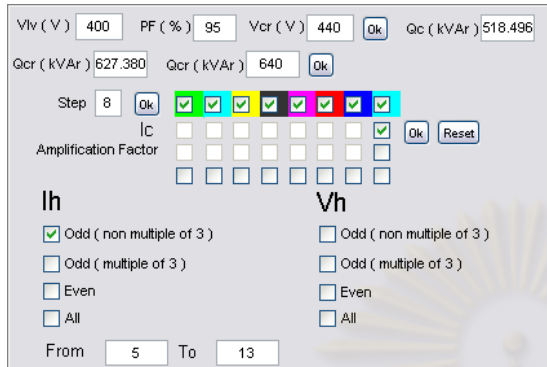 Vlv ( V ) 400 PF ( % ) 95 Vcr ( V ) 440 Ok Qc ( kVAr ) 518.496
Qcr ( kVAr ) 627.380 Qcr ( kVAr ) 640 Ok
Step 8 Ok
Ic Ok Reset
Amplification Factor
Ih Vh
Odd ( non multiple of 3 ) Odd ( non multiple of 3 )
Odd ( multiple of 3 ) Odd ( multiple of 3 )
Even Even
All All
From 5 To 13